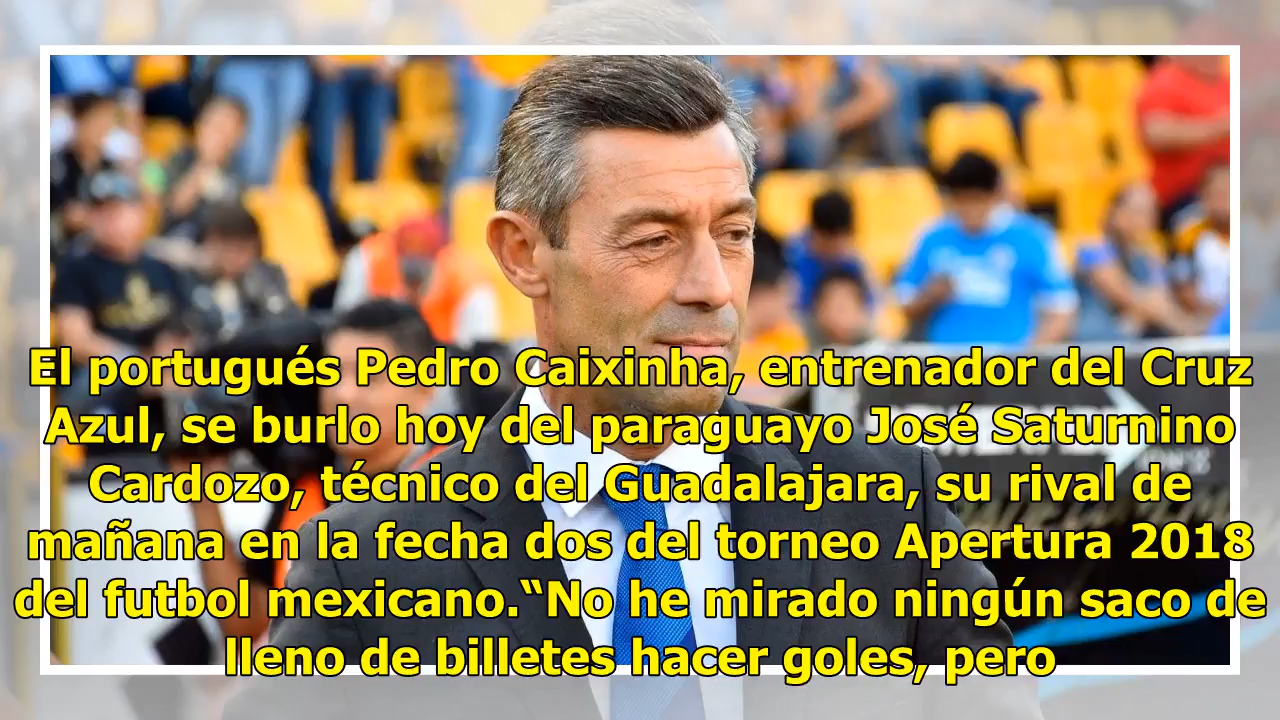 El portugués Pedro Caixinha, entrenador del Cruz
Azul, se burlo hoy del paraguayo José Saturnino
Cardozo, técnico del Guadalajara, su rival de
mañana en la fecha dos del torneo Apertura 2018
del futbol mexicano.“No he mirado ningún saco de
lleno de billetes hacer goles, pero